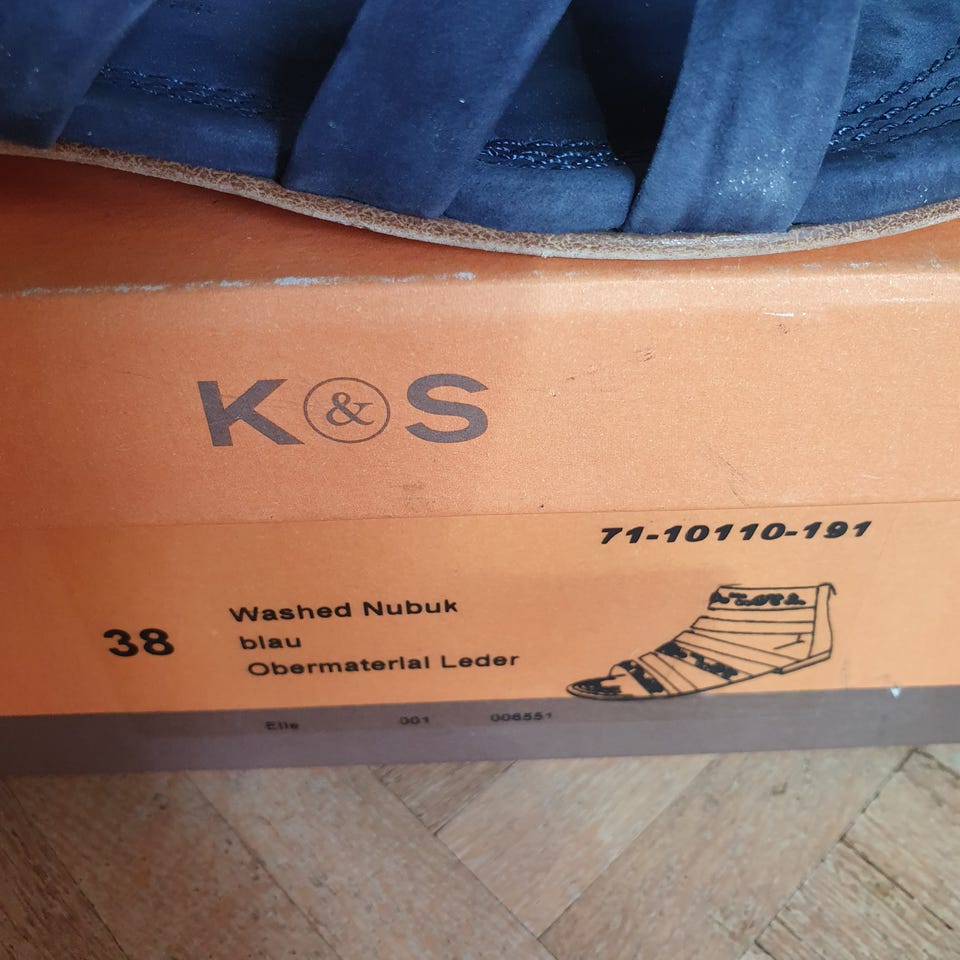 K & S
71-10110-191
38
Washed Nubuk
blau
Obermaterial Leder
Elle 001 006551